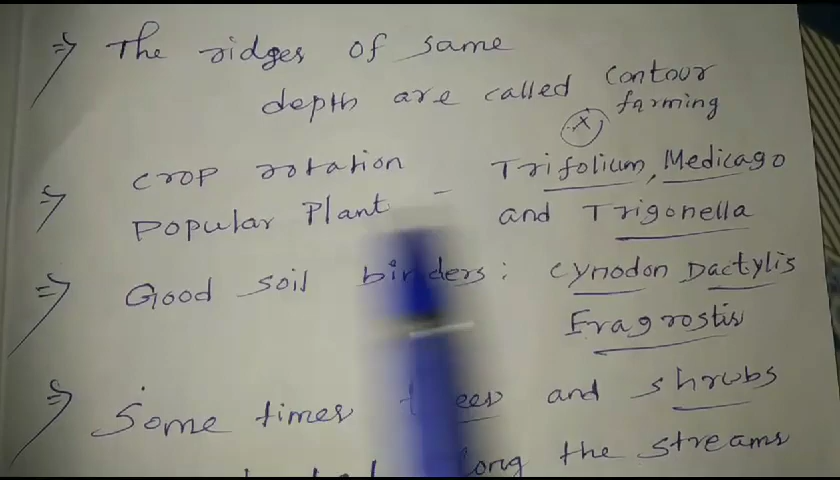 ⇒ The ridges of same
depth are called contour
farming
x
⇒ crop rotation - Trifolium, Medicago
popular plant and Trigonella
⇒ Good soil binders: cynodon Dactylis
Eragrostis
⇒ Some times and shrubs
the streams